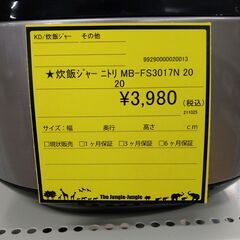 KD/炊飯ジャー その他
99290000020013
★炊飯ｼﾞｬｰ ﾆﾄﾘ MB-FS3017N 20
20
¥3,980 (税込)
211025
サイズ：幅 奥行 高さ cm
□現状販売 □1ヶ月保証 □3ヶ月保証 □6ヶ月保証
The Jungle-Jungle